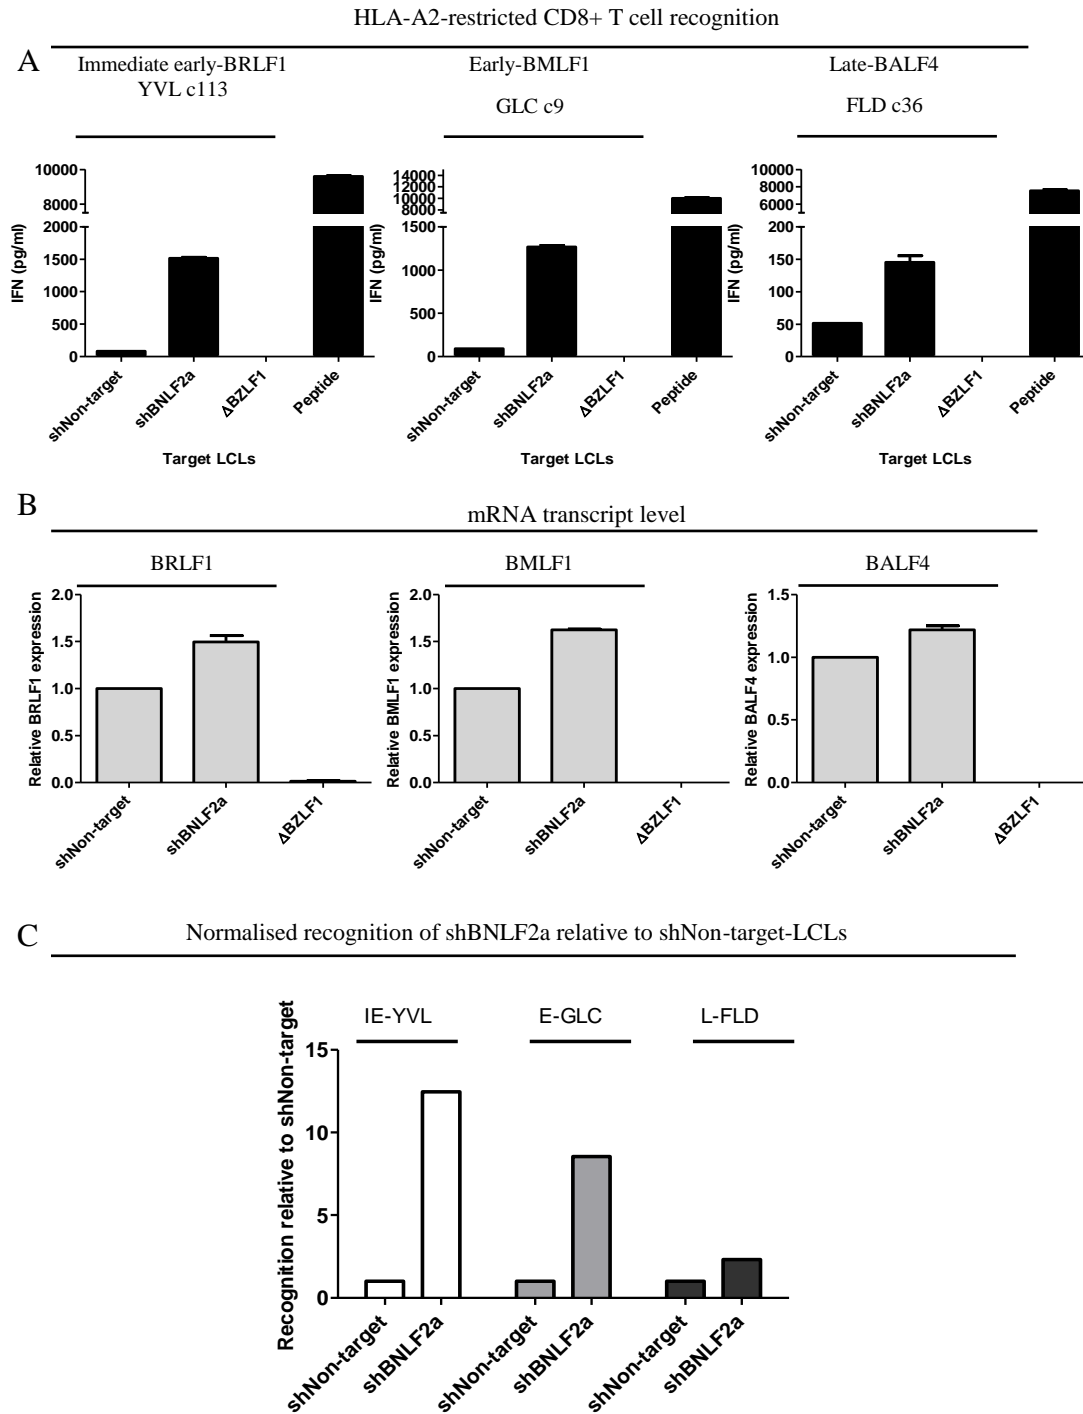 HLA-A2-restricted CD8+ T cell recognition
A
Immediate early-BRLF1
YVL c113
Early-BMLF1
GLC c9
Late-BALF4
FLD c36
IFN (pg/ml)
10000
8000
2000
1500
1000
500
0
shNon-target
shBNLF2a
ΔBZLF1
Peptide
Target LCLs
IFN (pg/ml)
14000
12000
10000
8000
1500
1000
500
0
shNon-target
shBNLF2a
ΔBZLF1
Peptide
Target LCLs
IFN (pg/ml)
10000
8000
6000
200
150
100
50
0
shNon-target
shBNLF2a
ΔBZLF1
Peptide
Target LCLs
B
mRNA transcript level
BRLF1
Relative BRLF1 expression
2.0
1.5
1.0
0.5
0.0
shNon-target
shBNLF2a
ΔBZLF1
BMLF1
Relative BMLF1 expression
2.0
1.5
1.0
0.5
0.0
shNon-target
shBNLF2a
ΔBZLF1
BALF4
Relative BALF4 expression
1.5
1.0
0.5
0.0
shNon-target
shBNLF2a
ΔBZLF1
C
Normalised recognition of shBNLF2a relative to shNon-target-LCLs
Recognition relative to shNon-target
IE-YVL
E-GLC
L-FLD
15
10
5
0
shNon-target
shBNLF2a
shNon-target
shBNLF2a
shNon-target
shBNLF2a